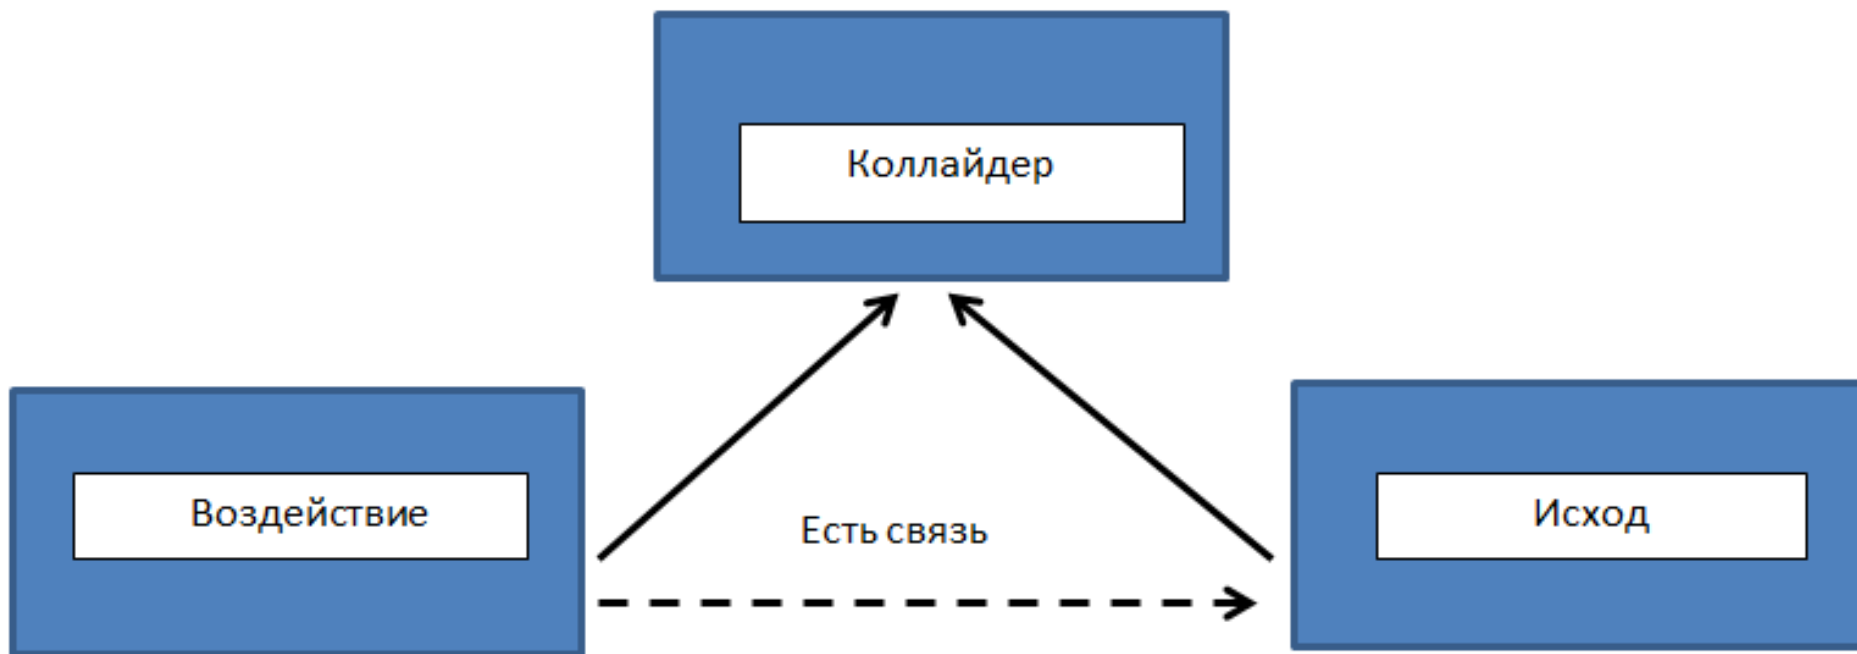 Коллайдер
Воздействие
Есть связь
Исход